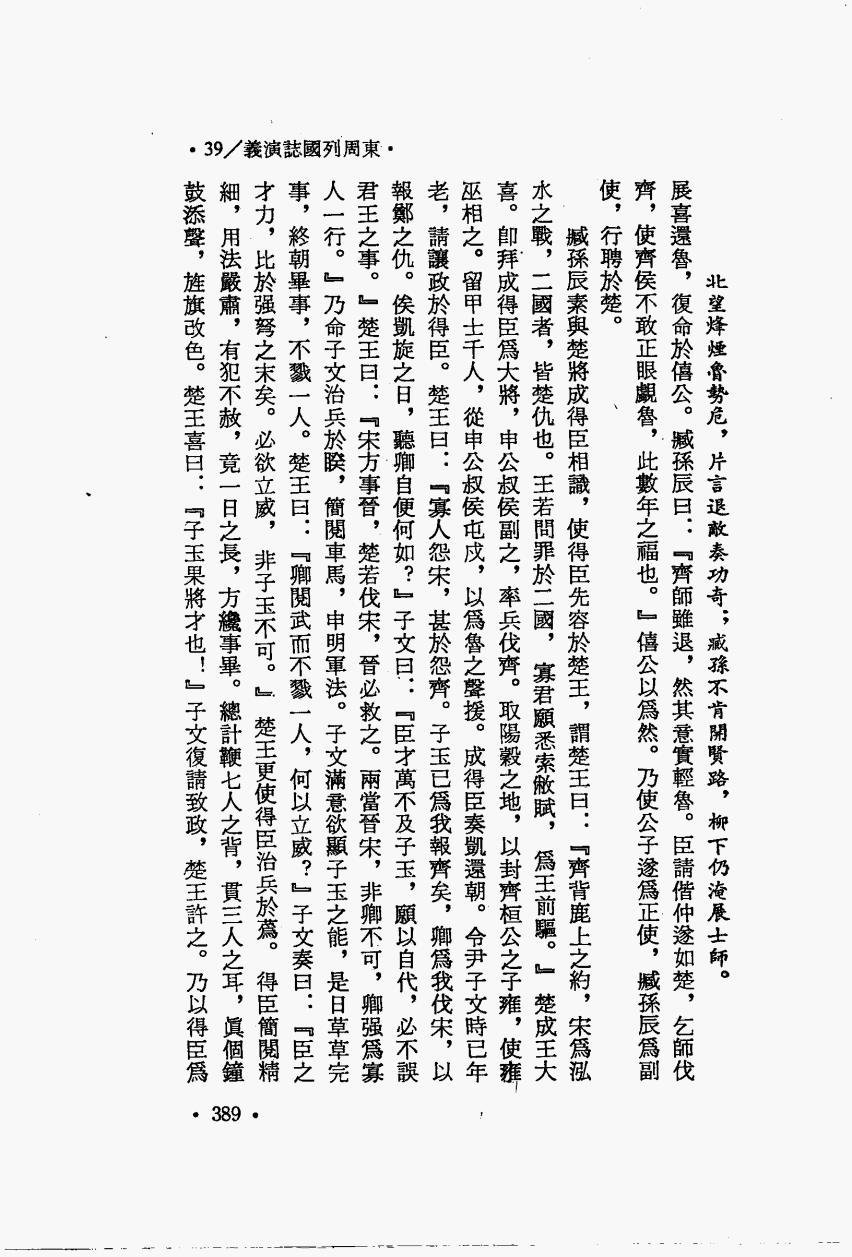 ·39／義演誌國列周東·
北望烽煙魯勢危，片言退敵奏功奇；臧孫不肯開賢路，柳下仍淹展士師。
展喜還魯，復命於僖公。臧孫辰曰：『齊師雖退，然其意實輕魯。臣請偕仲遂如楚，乞師伐
齊，使齊侯不敢正眼覷魯，此數年之福也。』僖公以爲然。乃使公子遂爲正使，臧孫辰爲副
使，行聘於楚。
臧孫辰素與楚將成得臣相識，使得臣先容於楚王，謂楚王曰：『齊背鹿上之約，宋爲泓
水之戰，二國者，皆楚仇也。王若問罪於二國，寡君願悉索敝賦，爲王前驅。』楚成王大
喜。卽拜成得臣爲大將，申公叔侯副之，率兵伐齊。取陽穀之地，以封齊桓公之子雍，使雍
巫相之。留甲士千人，從申公叔侯屯戍，以爲魯之聲援。成得臣奏凱還朝。令尹子文時已年
老，請讓政於得臣。楚王曰：『寡人怨宋，甚於怨齊。子玉已爲我報齊矣，卿爲我伐宋，以
報鄭之仇。俟凱旋之日，聽卿自便何如？』子文曰：『臣才萬不及子玉，願以自代，必不誤
君王之事。』楚王曰：『宋方事晉，楚若伐宋，晉必救之。兩當晉宋，非卿不可，卿强爲寡
人一行。』乃命子文治兵於睽，簡閱車馬，申明軍法。子文滿意欲顯子玉之能，是日草草完
事，終朝畢事，不戮一人。楚王曰：『卿閱武而不戮一人，何以立威？』子文奏曰：『臣之
才力，比於强弩之末矣。必欲立威，非子玉不可。』楚王更使得臣治兵於蔿。得臣簡閱精
細，用法嚴肅，有犯不赦，竟一日之長，方纔事畢。總計鞭七人之背，貫三人之耳，眞個鐘
鼓添聲，旌旗改色。楚王喜曰：『子玉果將才也！』子文復請致政，楚王許之。乃以得臣爲
·389·